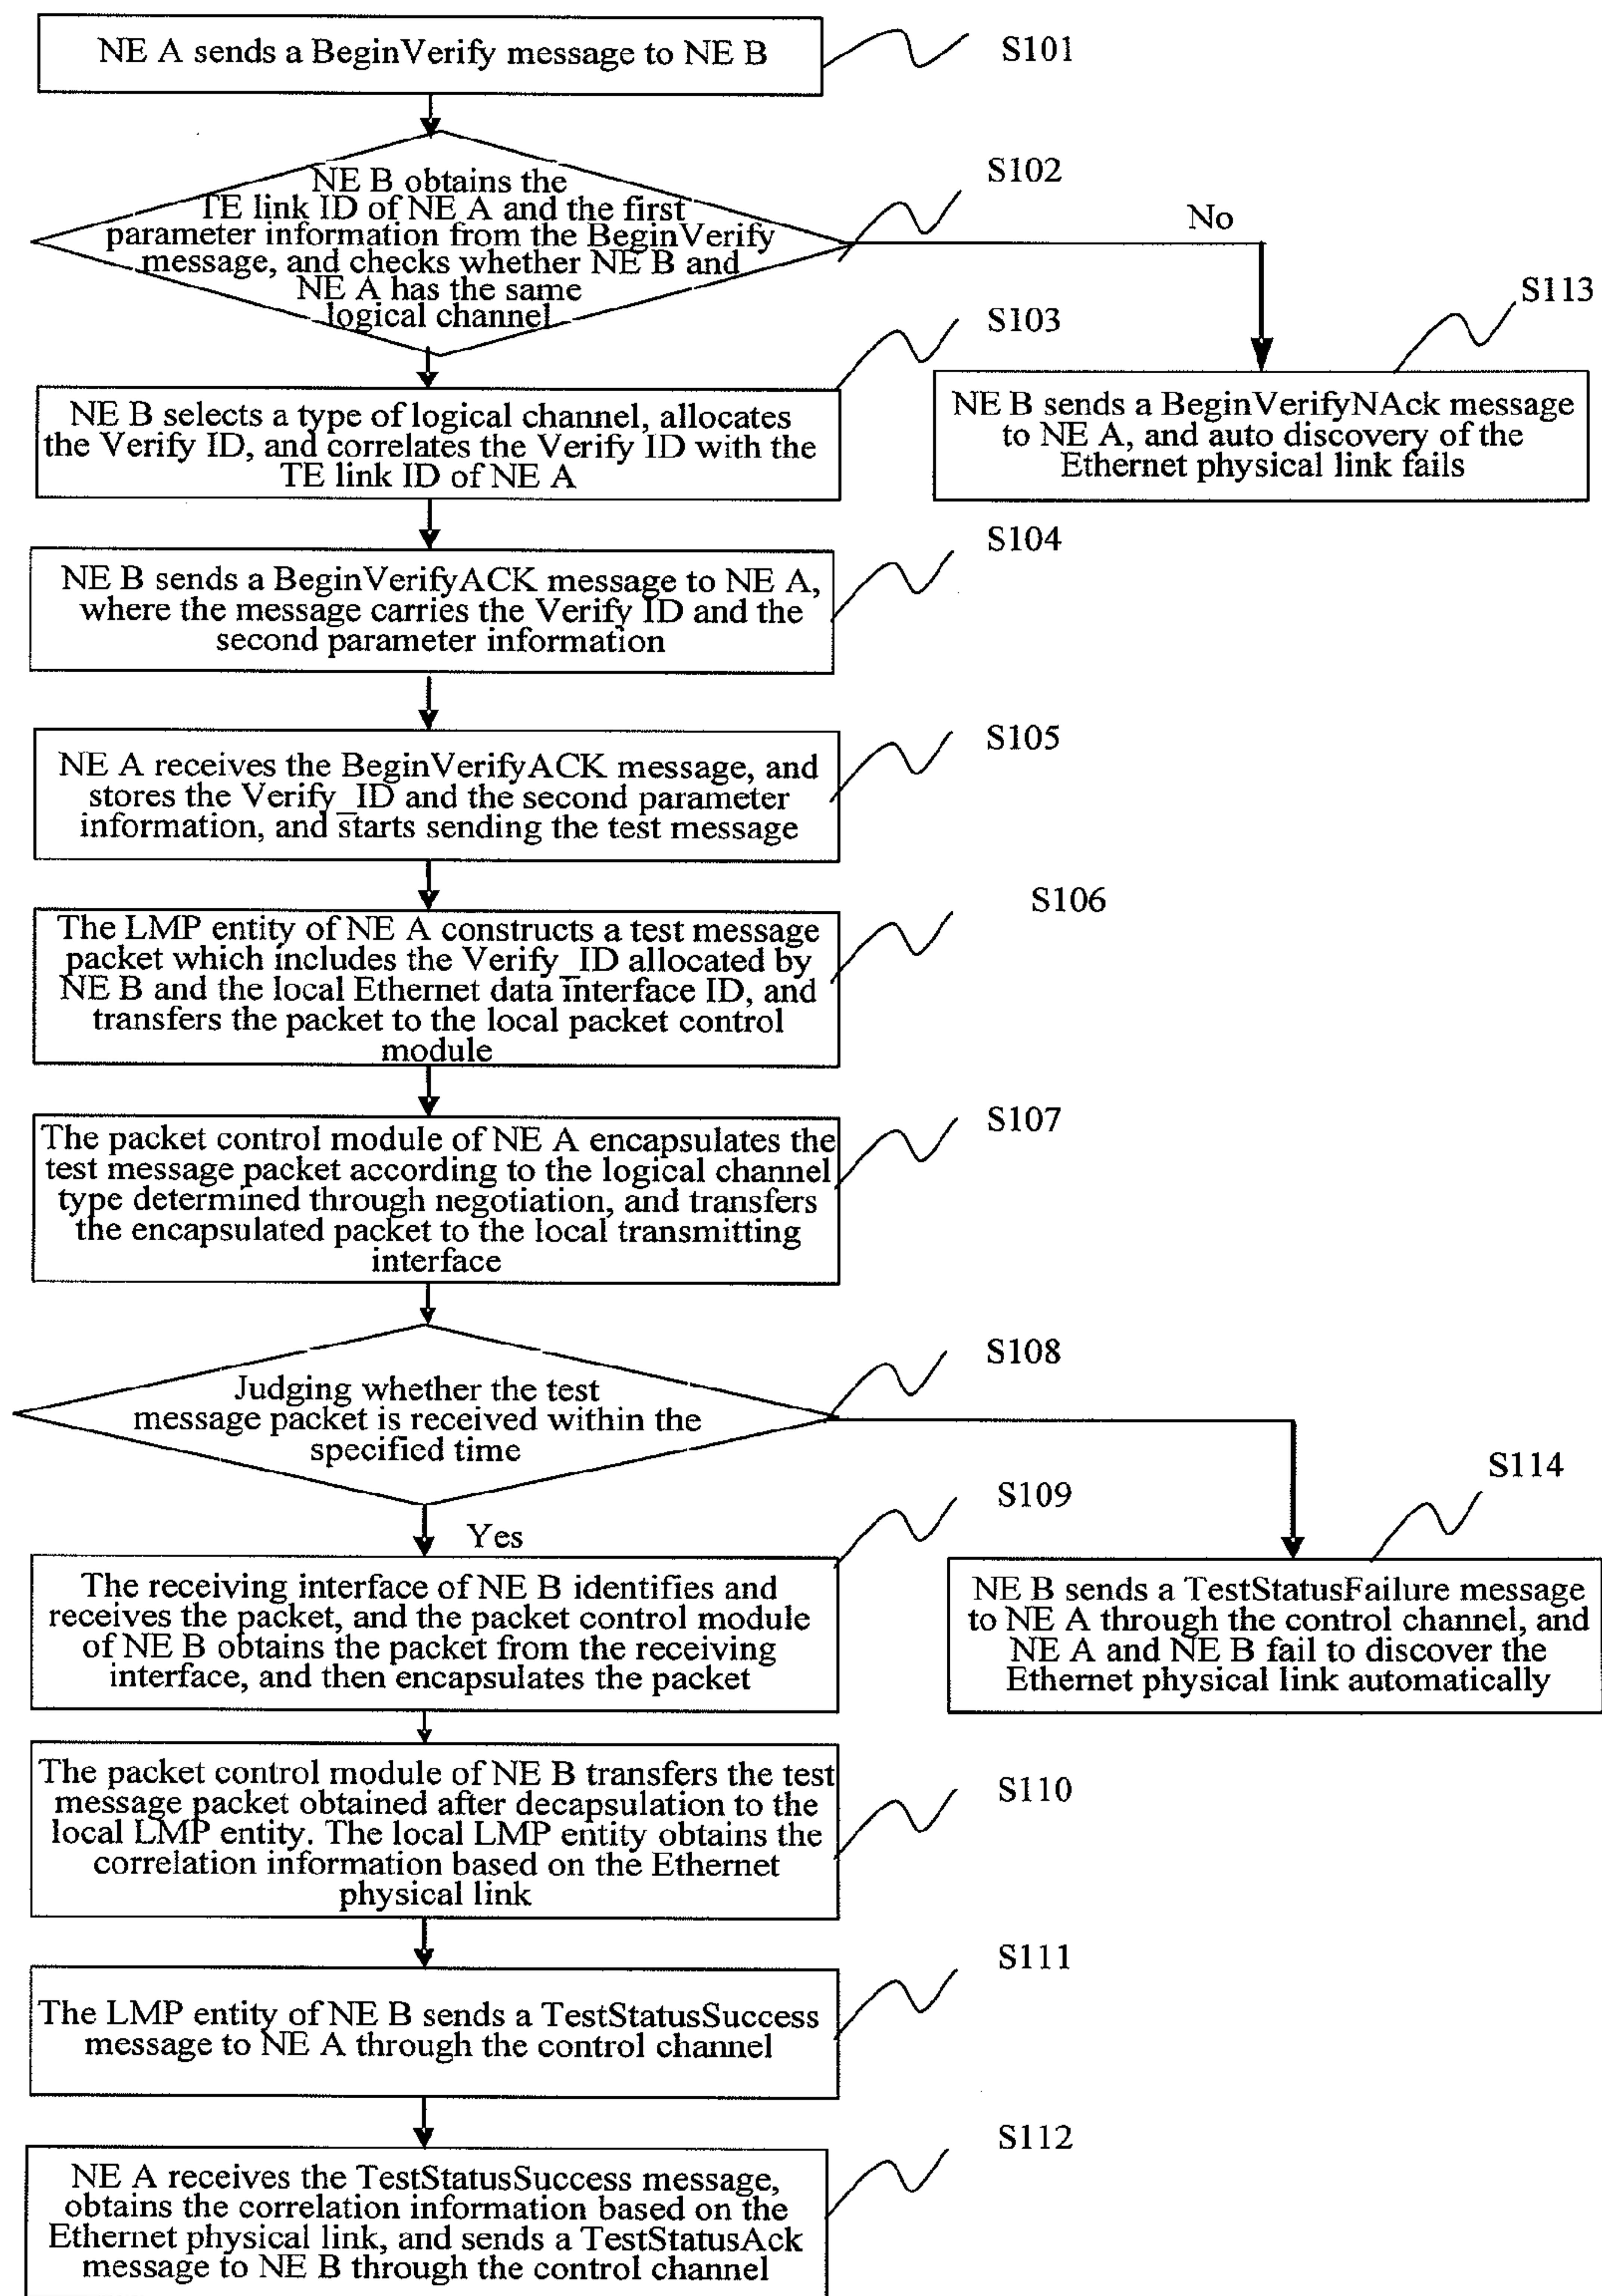 NE A sends a BeginVerify message to NE B
S101
NE B obtains the
TE link ID of NE A and the first
parameter information from the BeginVerify
message, and checks whether NE B and
NE A has the same
logical channel
S102
No
S103
S113
NE B selects a type of logical channel, allocates
the Verify ID, and correlates the Verify ID with the
TE link ID of NE A
NE B sends a BeginVerifyNAck message
to NE A, and auto discovery of the
Ethernet physical link fails
S104
NE B sends a BeginVerifyACK message to NE A,
where the message carries the Verify ID and the
second parameter information
S105
NE A receives the BeginVerifyACK message, and
stores the Verify_ID and the second parameter
information, and starts sending the test message
S106
The LMP entity of NE A constructs a test message
packet which includes the Verify_ID allocated by
NE B and the local Ethernet data interface ID, and
transfers the packet to the local packet control
module
S107
The packet control module of NE A encapsulates the
test message packet according to the logical channel
type determined through negotiation, and transfers
the encapsulated packet to the local transmitting
interface
S108
Judging whether the test
message packet is received within the
specified time
S114
S109
Yes
The receiving interface of NE B identifies and
receives the packet, and the packet control module
of NE B obtains the packet from the receiving
interface, and then encapsulates the packet
NE B sends a TestStatusFailure message
to NE A through the control channel, and
NE A and NE B fail to discover the
Ethernet physical link automatically
S110
The packet control module of NE B transfers the test
message packet obtained after decapsulation to the
local LMP entity. The local LMP entity obtains the
correlation information based on the Ethernet
physical link
S111
The LMP entity of NE B sends a TestStatusSuccess
message to NE A through the control channel
S112
NE A receives the TestStatusSuccess message,
obtains the correlation information based on the
Ethernet physical link, and sends a TestStatusAck
message to NE B through the control channel